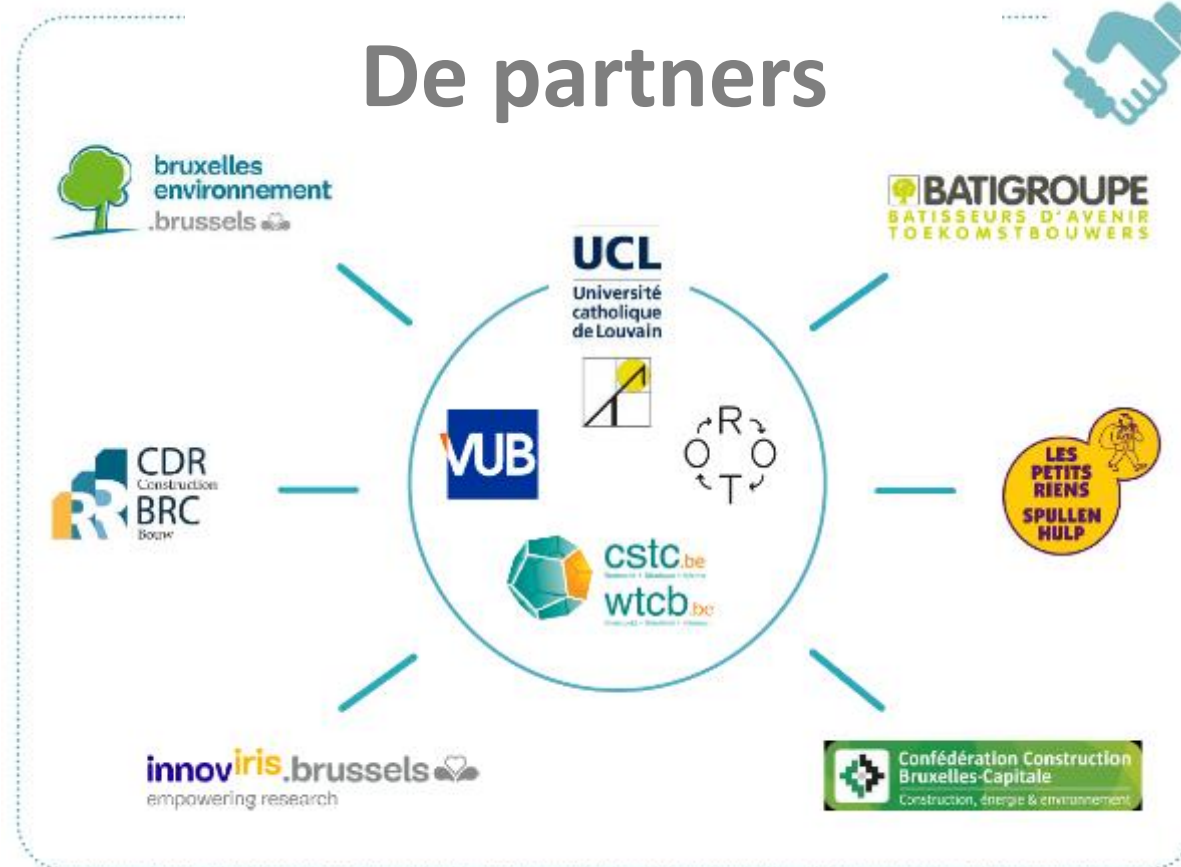 De partners
bruxelles
environnement
.brussels
BATIGROUPE
BATISSEURS D'AVENIR
TOEKOMSTBOUWERS
UCL
Université
catholique
de Louvain
VUB
R
O O
T
CDR
Construction
BRC
Bouw
LES
PETITS
RIENS
SPULLEN
HULP
cstc.be
wtcb.be
innoviris.brussels
empowering research
Confédération Construction
Bruxelles-Capitale
Construction, énergie & environnement